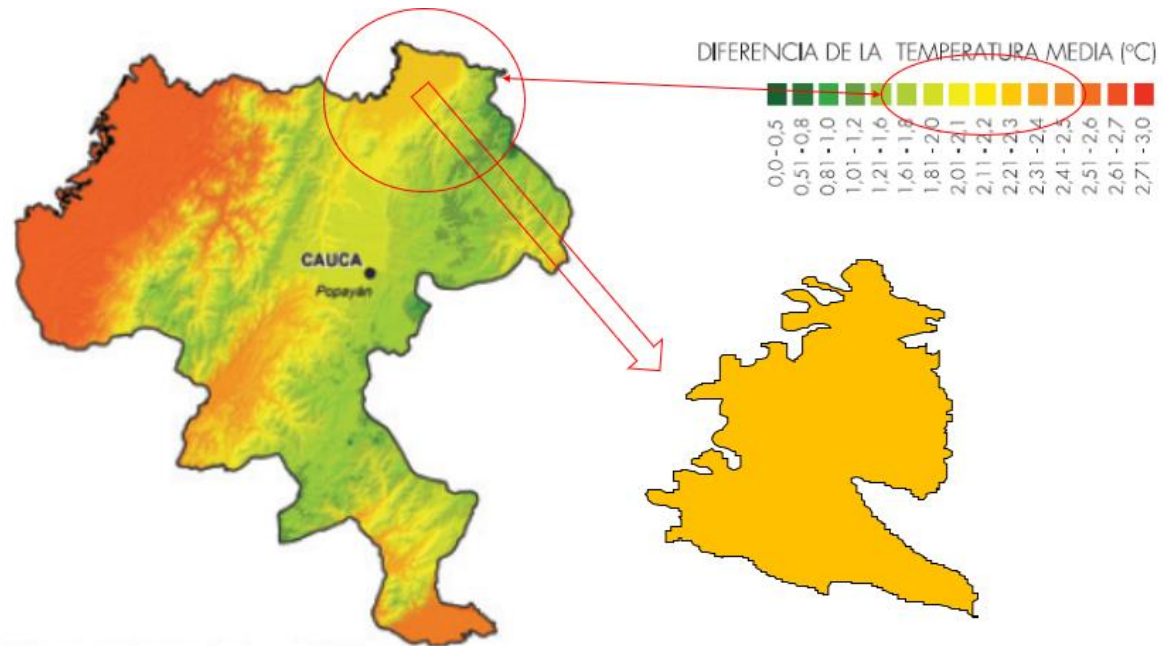 DIFERENCIA DE LA TEMPERATURA MEDIA (ºC)
0,0 - 0,5
0,51 • 0,8
0,81 • 1,0
1,01 • 1,2
1,21 • 1,6
1,61 • 1,8
1,81 - 2,0
2,01 • 2,1
2,11 • 2,2
2,21 • 2,3
2,31 - 2,4
2,41 - 2,5
2,51 - 2,6
2,61 - 2,7
2,71 - 3,0
CAUCA
Popayán